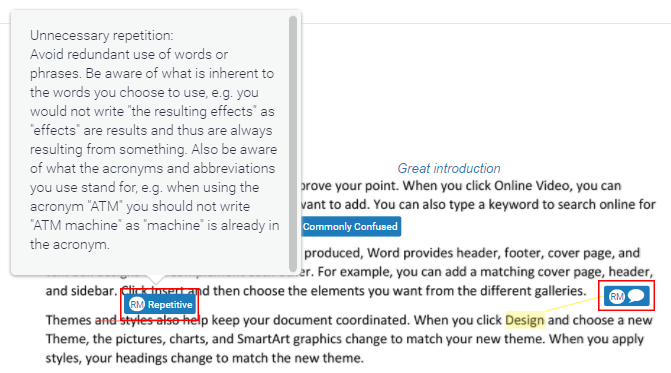 Unnecessary repetition:
Avoid redundant use of words or
phrases. Be aware of what is inherent to
the words you choose to use, e.g. you
would not write "the resulting effects" as
"effects" are results and thus are always
resulting from something. Also be aware
of what the acronyms and abbreviations
you use stand for, e.g. when using the
acronym "ATM" you should not write
"ATM machine" as "machine" is already in
the acronym.
Great introduction
prove your point. When you click Online Video, you can
want to add. You can also type a keyword to search online for
Commonly Confused
produced, Word provides header, footer, cover page, and
For example, you can add a matching cover page, header,
and sidebar. Click Insert and then choose the elements you want from the different galleries.
RM Repetitive
RM
Themes and styles also help keep your document coordinated. When you click Design and choose a new
Theme, the pictures, charts, and SmartArt graphics change to match your new theme. When you apply
styles, your headings change to match the new theme.